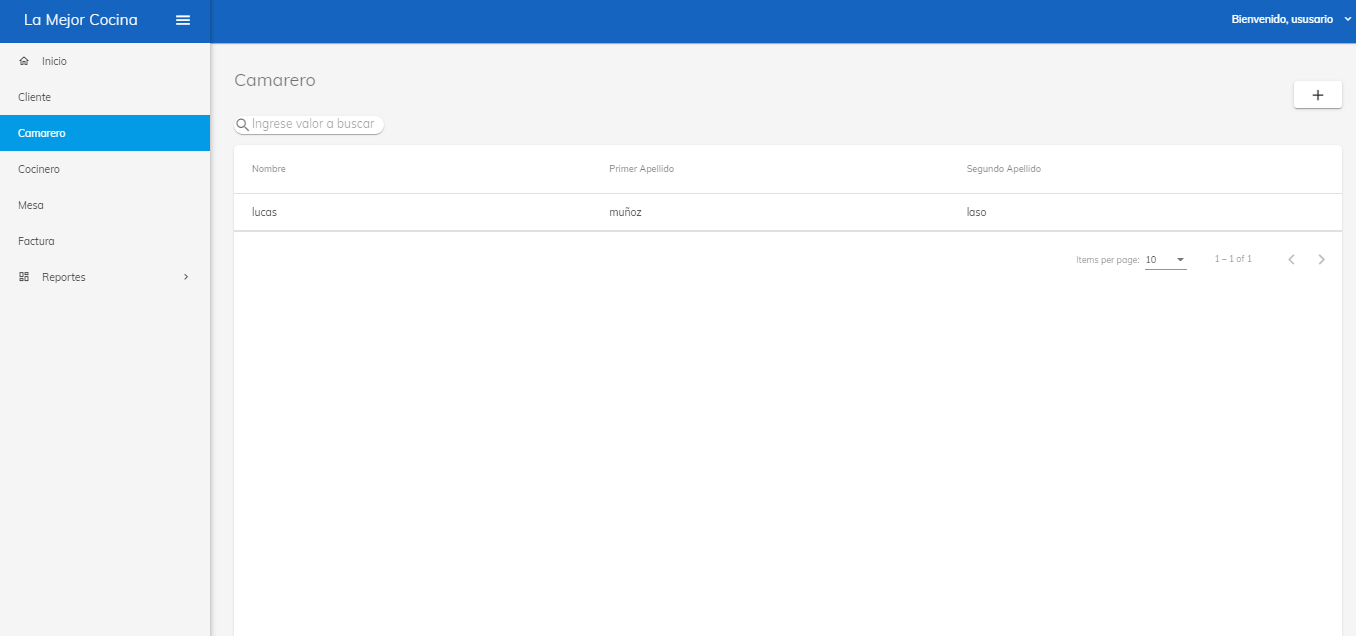 La Mejor Cocina
Bienvenido, ususario
Inicio
Cliente
Camarero
Cocinero
Mesa
Factura
Reportes
Camarero
Ingrese valor a buscar
Nombre Primer Apellido Segundo Apellido
lucas muñoz laso
Items per page: 10 1 – 1 of 1